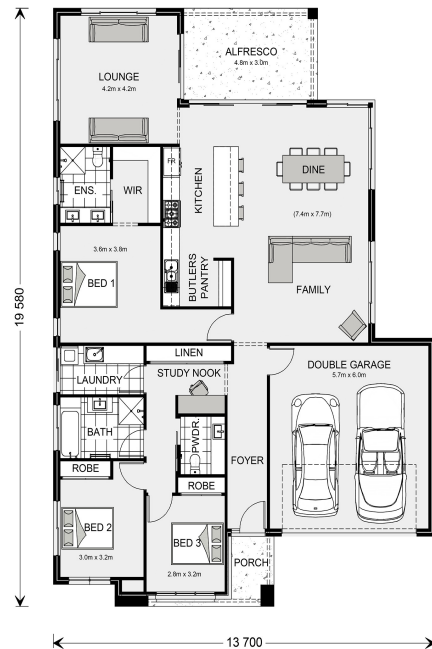 ALFRESCO
4.8m x 3.0m
LOUNGE
4.2m x 4.2m
FR
KITCHEN
DINE
ENS.
WIR
(7.4m x 7.7m)
3.6m x 3.8m
BED 1
BUTLERS
PANTRY
FAMILY
19 580
LINEN
LAUNDRY
STUDY NOOK
DOUBLE GARAGE
5.7m x 6.0m
BATH
PWDR.
FOYER
ROBE
ROBE
BED 2
3.0m x 3.2m
BED 3
2.8m x 3.2m
PORCH
13 700